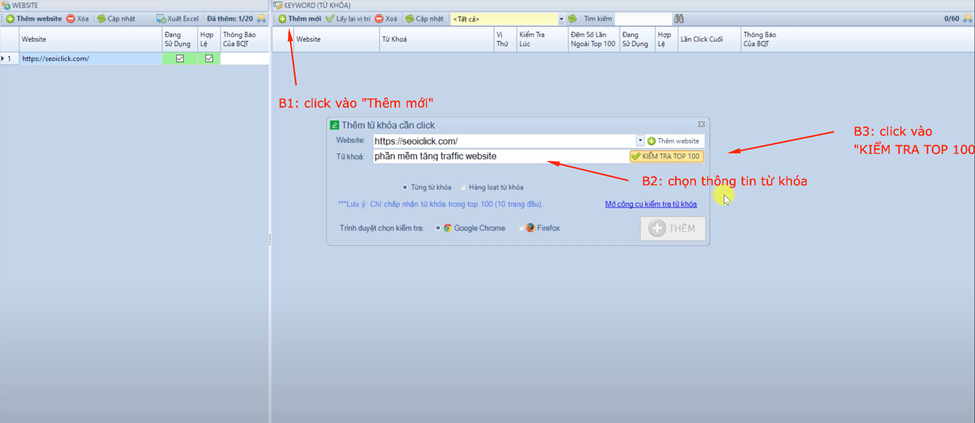 WEBSITE
Thêm website Xóa Cập nhật Xuất Excel Đã thêm: 1/20
Website Đang Sử Dụng Hợp Lệ Thông Báo Của BQT
1 https://seoiclick.com/
KEYWORD (TỪ KHÓA)
Thêm mới Lấy lại vị trí Xoá Cập nhật <Tất cả> Tìm kiếm 0/60
Website Từ Khoá Vị Thứ Kiểm Tra Lúc Đếm Số Lần Ngoài Top 100 Đang Sử Dụng Hợp Lệ Lần Click Cuối Thông Báo Của BQT
B1: click vào "Thêm mới"
Thêm từ khóa cần click
Website: https://seoiclick.com/ Thêm website
Từ khoá: phần mềm tăng traffic website KIỂM TRA TOP 100
B3: click vào
"KIỂM TRA TOP 100
B2: chọn thông tin từ khóa
Từng từ khóa Hàng loạt từ khóa
***Lưu ý: Chỉ chấp nhận từ khóa trong top 100 (10 trang đầu). Mở công cụ kiểm tra từ khóa
Trình duyệt chọn kiểm tra: Google Chrome Firefox THÊM